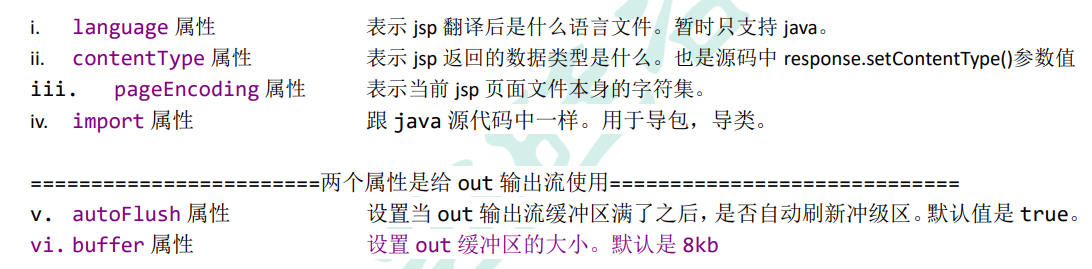 i. language 属性 表示 jsp 翻译后是什么语言文件。暂时只支持 java。
ii. contentType 属性 表示 jsp 返回的数据类型是什么。也是源码中 response.setContentType()参数值
iii. pageEncoding 属性 表示当前 jsp 页面文件本身的字符集。
iv. import 属性 跟 java 源代码中一样。用于导包，导类。
========================两个属性是给 out 输出流使用=============================
v. autoFlush 属性 设置当 out 输出流缓冲区满了之后，是否自动刷新冲级区。默认值是 true。
vi. buffer 属性 设置 out 缓冲区的大小。默认是 8kb